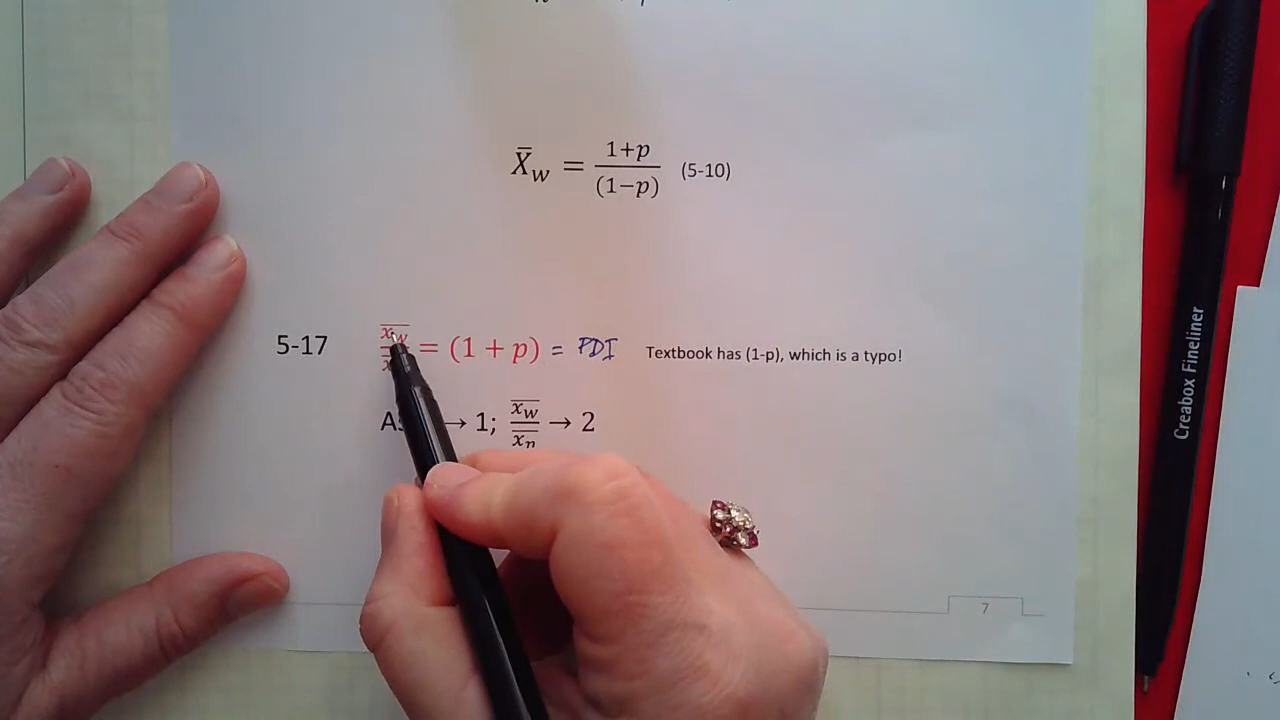 X̄w = 1+p / (1−p) (5-10)
5-17 x̄w = (1 + p) = PDI Textbook has (1-p), which is a typo!
→ 1; x̄w / x̄n → 2
7
Creabox Fineliner